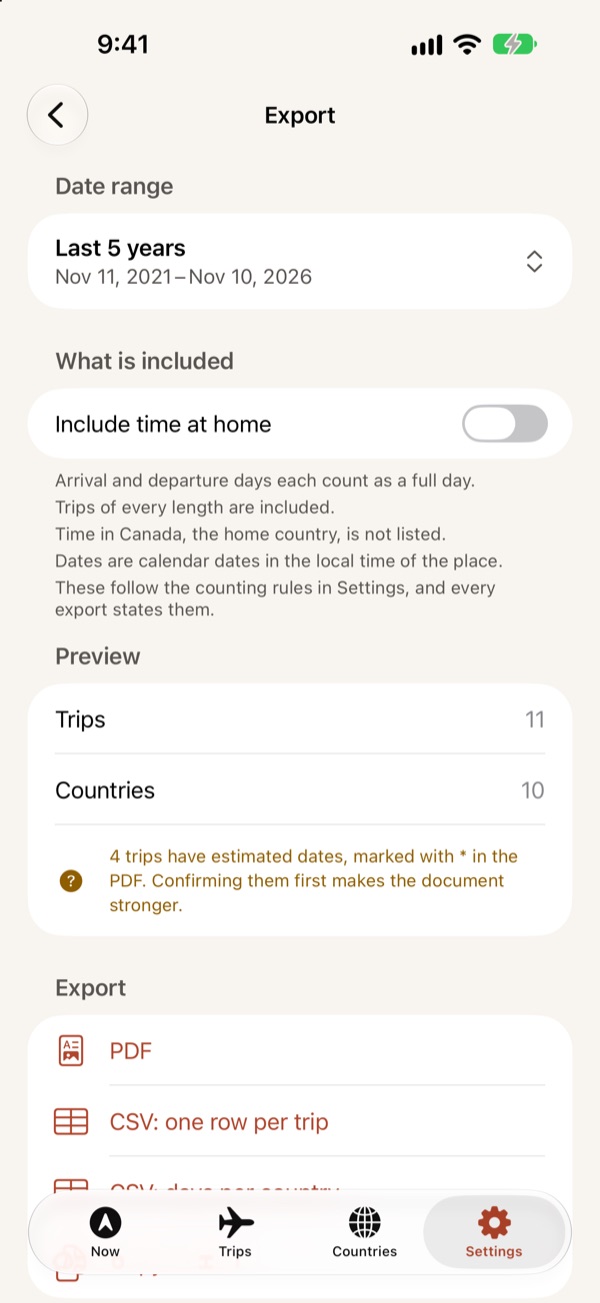 9:41
Export
Date range
Last 5 years
Nov 11, 2021–Nov 10, 2026
What is included
Include time at home
Arrival and departure days each count as a full day.
Trips of every length are included.
Time in Canada, the home country, is not listed.
Dates are calendar dates in the local time of the place.
These follow the counting rules in Settings, and every
export states them.
Preview
Trips 11
Countries 10
4 trips have estimated dates, marked with * in the
PDF. Confirming them first makes the document
stronger.
Export
PDF
CSV: one row per trip
CSV: days per country
Now Trips Countries Settings